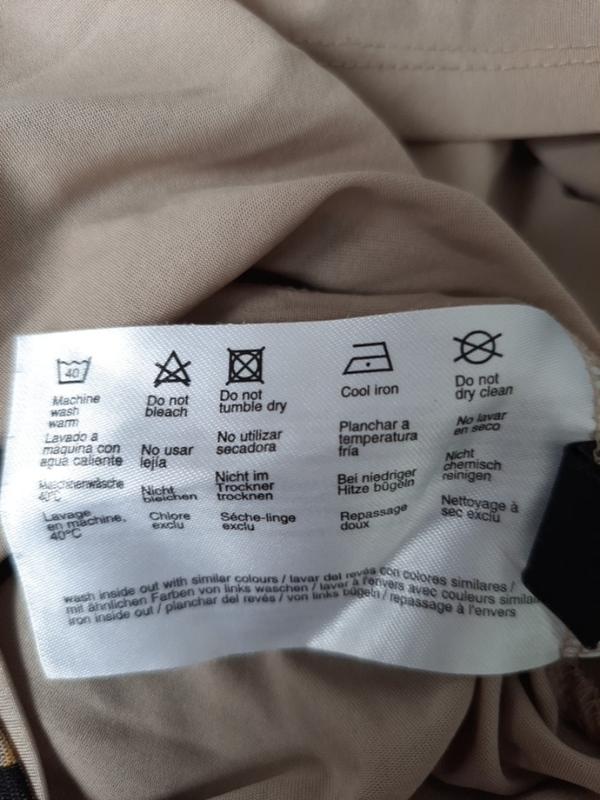 40
Machine
wash
warm
Lavado a
maquina con
agua caliente
Maschinenwäsche
40°C
Lavage
en machine,
40°C
Do not
bleach
No usar
lejía
Nicht
bleichen
Chlore
exclu
Do not
tumble dry
No utilizar
secadora
Nicht im
Trockner
trocknen
Séche-linge
exclu
Cool iron
Planchar a
temperatura
fría
Bei niedriger
Hitze bügeln
Repassage
doux
Do not
dry clean
No lavar
en seco
Nicht
chemisch
reinigen
Nettoyage à
sec exclu
wash inside out with similar colours / lavar del revés con colores similares /
mit ähnlichen Farben von links waschen / laver à l'envers avec couleurs
iron inside out / planchar del revés / von links bügeln / repassage à l'envers